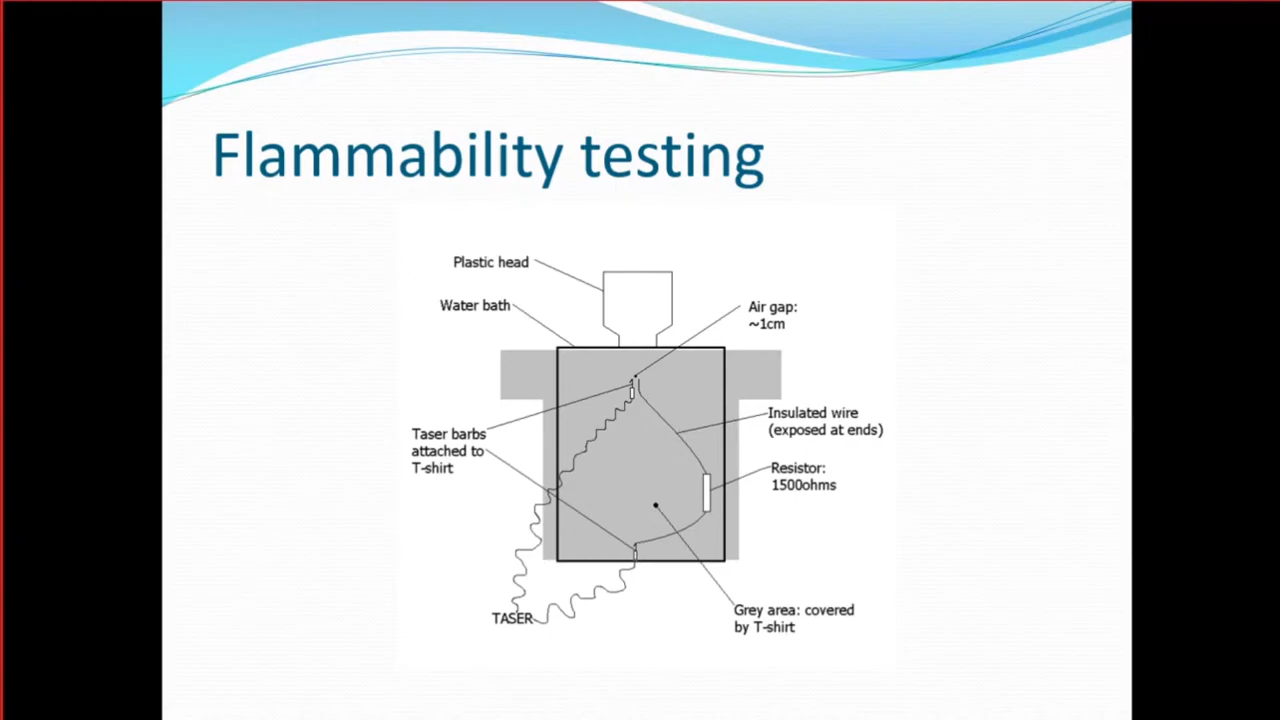 Flammability testing
Plastic head
Water bath
Air gap:
~1cm
Insulated wire
(exposed at ends)
Taser barbs
attached to
T-shirt
Resistor:
1500ohms
TASER
Grey area: covered
by T-shirt